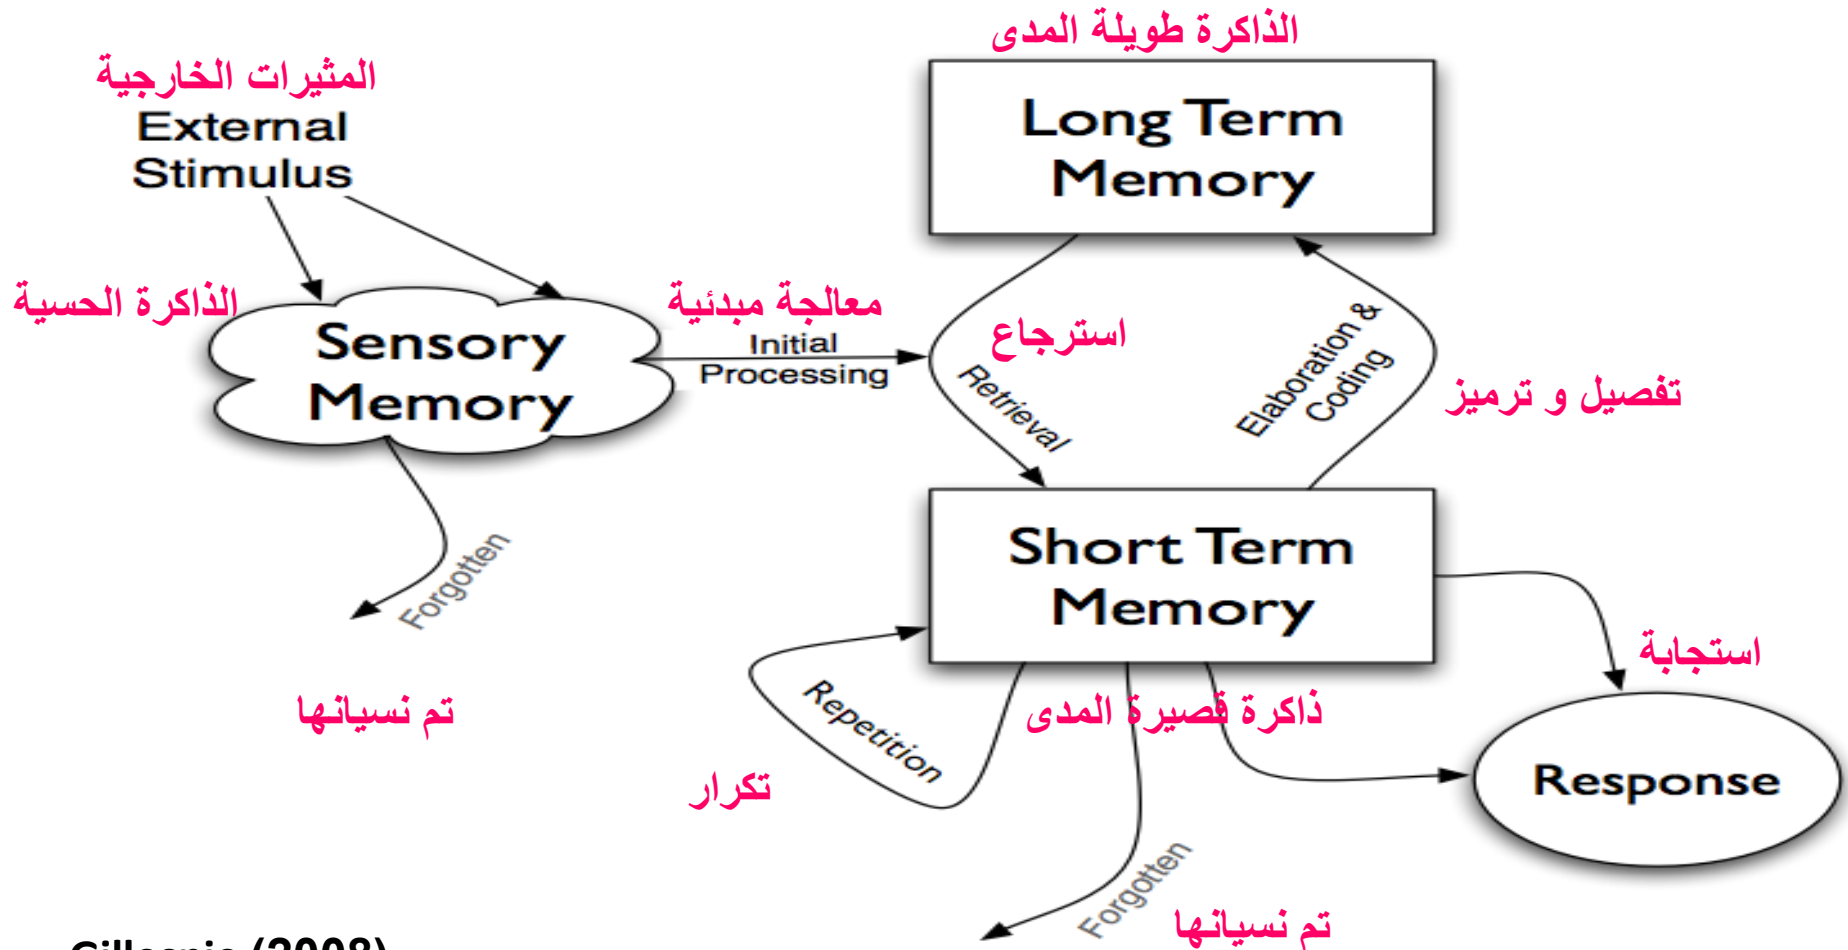 الذاكرة طويلة المدى
المثيرات الخارجية
External
Stimulus
Long Term
Memory
الذاكرة الحسية
Sensory
Memory
معالجة مبدئية
Initial
Processing
استرجاع
Retrieval
Elaboration &
Coding
تفصيل و ترميز
Forgotten
تم نسيانها
Short Term
Memory
ذاكرة قصيرة المدى
Repetition
تكرار
استجابة
Response
Forgotten
تم نسيانها
Gillespie (2008)